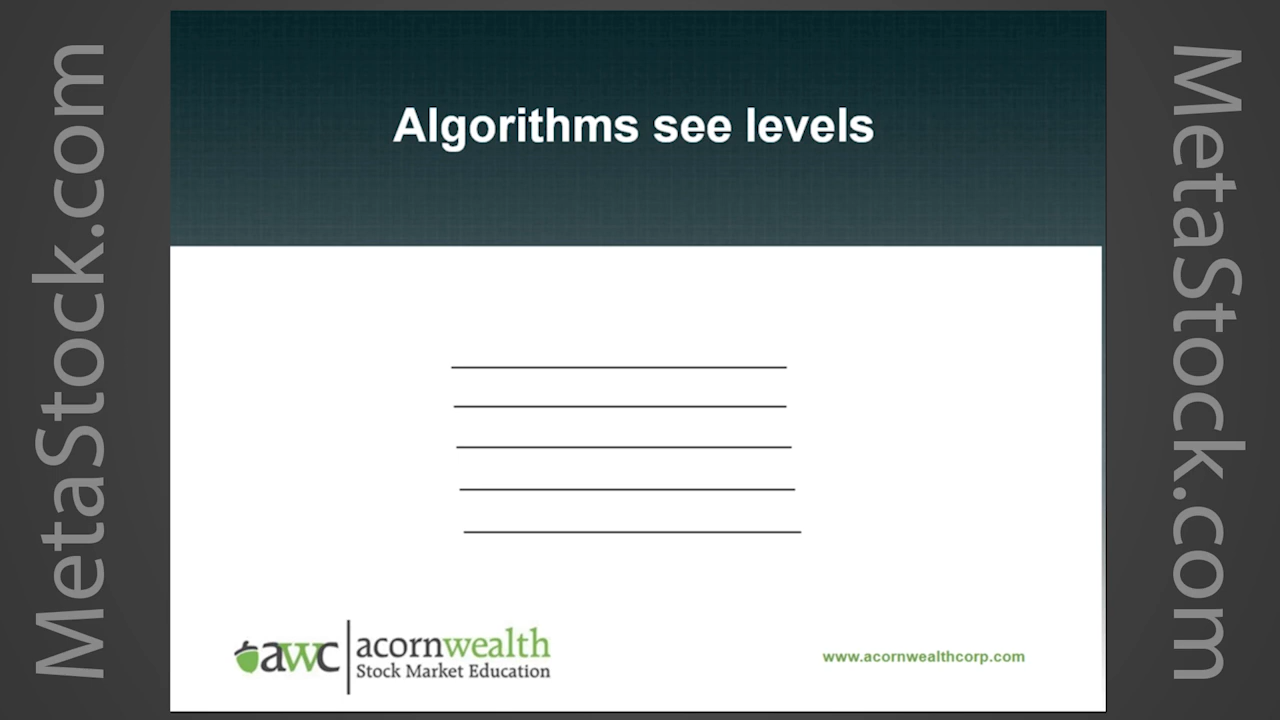 MetaStock.com
Algorithms see levels
awc
acornwealth
Stock Market Education
www.acornwealthcorp.com
MetaStock.com